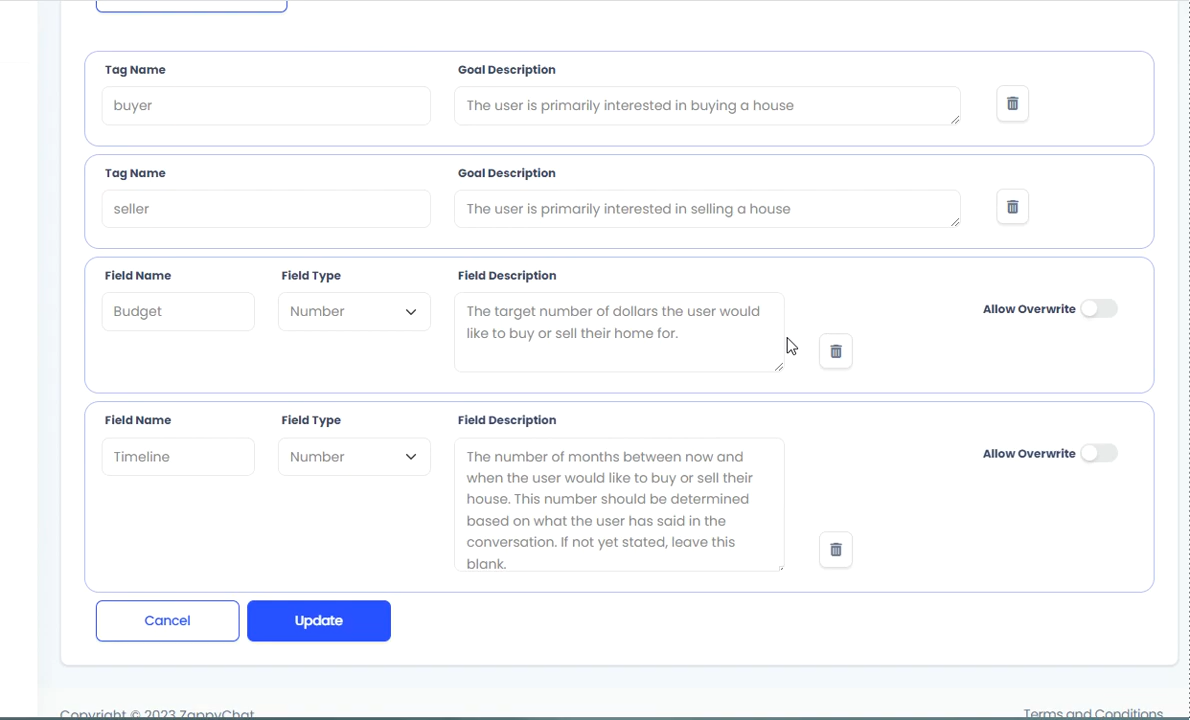 Tag Name Goal Description
buyer The user is primarily interested in buying a house
Tag Name Goal Description
seller The user is primarily interested in selling a house
Field Name Field Type Field Description
Budget Number The target number of dollars the user would
like to buy or sell their home for.
Allow Overwrite
Field Name Field Type Field Description
Timeline Number The number of months between now and
when the user would like to buy or sell their
house. This number should be determined
based on what the user has said in the
conversation. If not yet stated, leave this
blank.
Allow Overwrite
Cancel Update
Copyright © 2023 ZappyChat Terms and Conditions